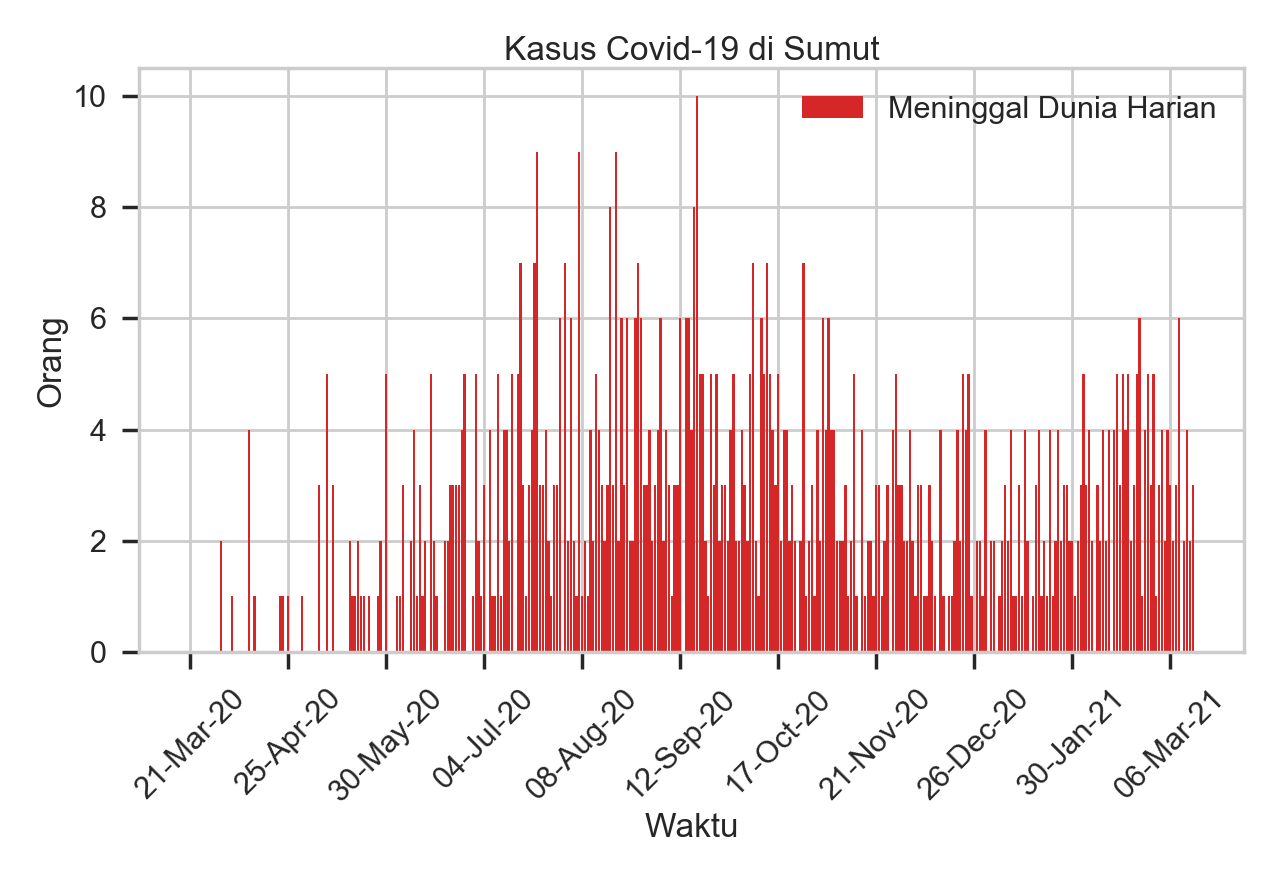 Kasus Covid-19 di Sumut
Meninggal Dunia Harian
Orang
10
8
6
4
2
0
21-Mar-20
25-Apr-20
30-May-20
04-Jul-20
08-Aug-20
12-Sep-20
17-Oct-20
21-Nov-20
26-Dec-20
30-Jan-21
06-Mar-21
Waktu